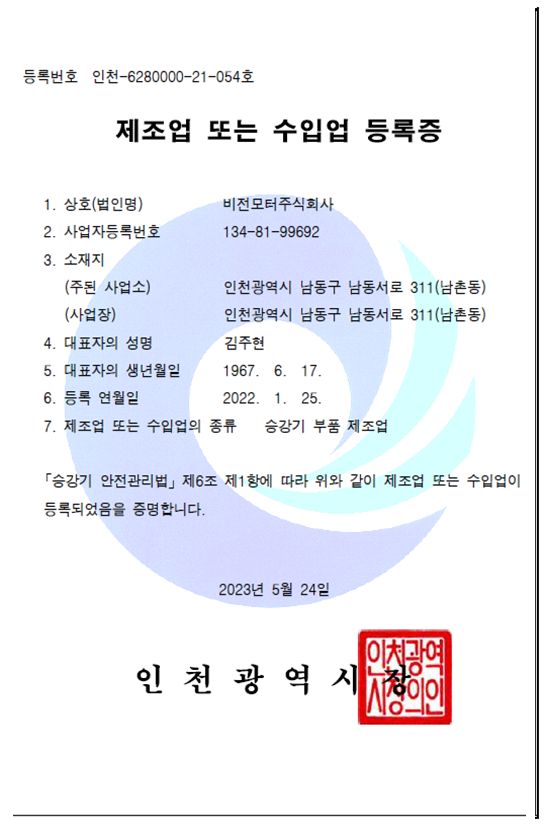 등록번호 인천-6280000-21-054호
제조업 또는 수입업 등록증
1. 상호(법인명) 비전모터주식회사
2. 사업자등록번호 134-81-99692
3. 소재지
(주된 사업소) 인천광역시 남동구 남동서로 311(남촌동)
(사업장) 인천광역시 남동구 남동서로 311(남촌동)
4. 대표자의 성명 김주현
5. 대표자의 생년월일 1967. 6. 17.
6. 등록 연월일 2022. 1. 25.
7. 제조업 또는 수입업의 종류 승강기 부품 제조업
「승강기 안전관리법」 제6조 제1항에 따라 위와 같이 제조업 또는 수입업이
등록되었음을 증명합니다.
2023년 5월 24일
인천광역시장
인천광역
시장의인